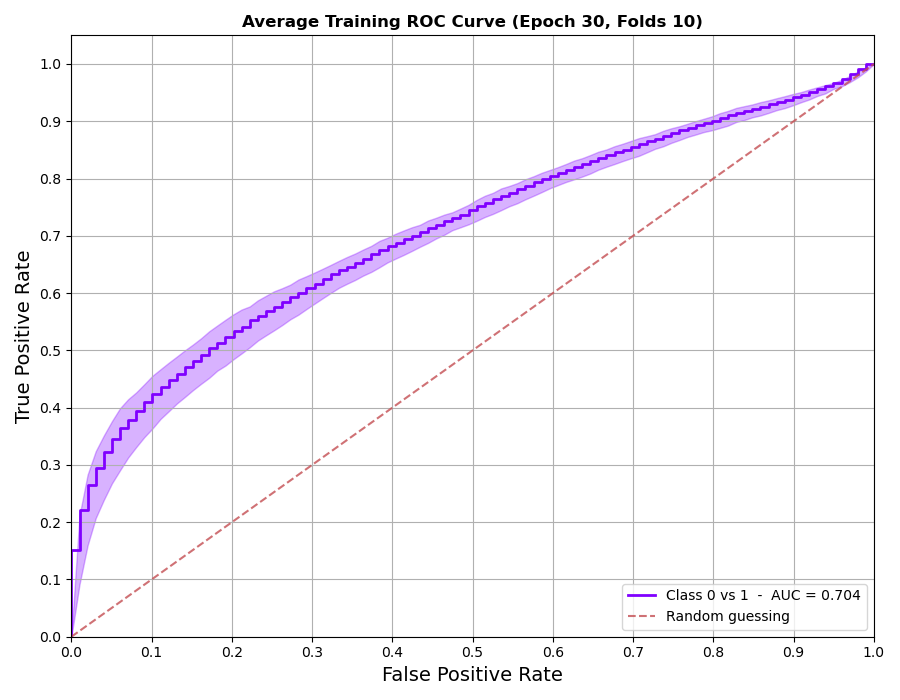 Average Training ROC Curve (Epoch 30, Folds 10)
True Positive Rate
1.0
0.9
0.8
0.7
0.6
0.5
0.4
0.3
0.2
0.1
0.0
Class 0 vs 1 - AUC = 0.704
Random guessing
0.0 0.1 0.2 0.3 0.4 0.5 0.6 0.7 0.8 0.9 1.0
False Positive Rate